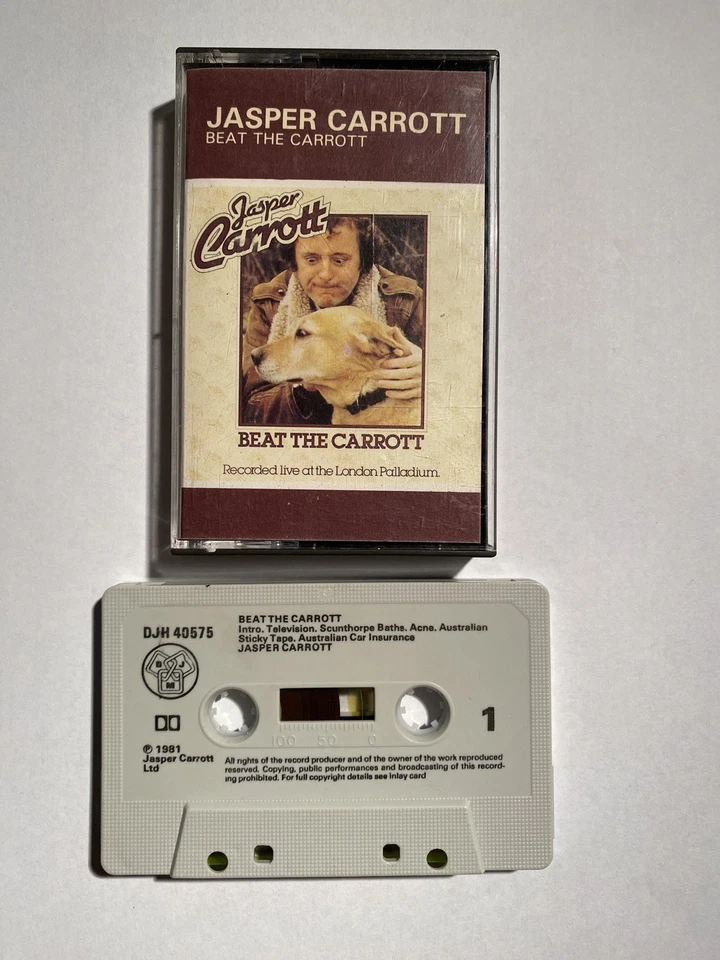 JASPER CARROTT
BEAT THE CARROTT
Jasper
Carrott
BEAT THE CARROTT
Recorded live at the London Palladium.
DJH 40575
BEAT THE CARROTT
Intro. Television. Scunthorpe Baths. Acne. Australian
Sticky Tape. Australian Car Insurance
JASPER CARROTT
DJM
1
100 50 0
℗ 1981
Jasper Carrott
Ltd
All rights of the record producer and of the owner of the work reproduced
reserved. Copying, public performances and broadcasting of this record-
ing prohibited. For full copyright details see inlay card